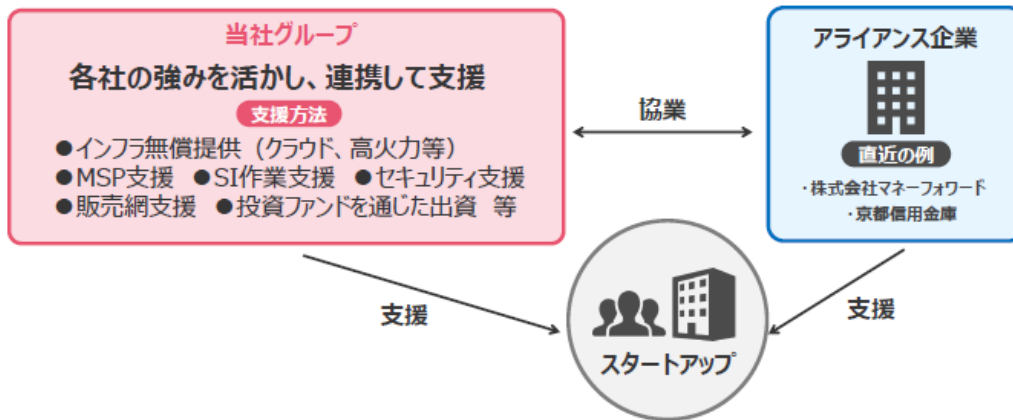 当社グループ
各社の強みを活かし、連携して支援
支援方法
●インフラ無償提供（クラウド、高火力等）
●MSP支援 ●SI作業支援 ●セキュリティ支援
●販売網支援 ●投資ファンドを通じた出資 等
協業
アライアンス企業
直近の例
・株式会社マネーフォワード
・京都信用金庫
支援
支援
スタートアップ